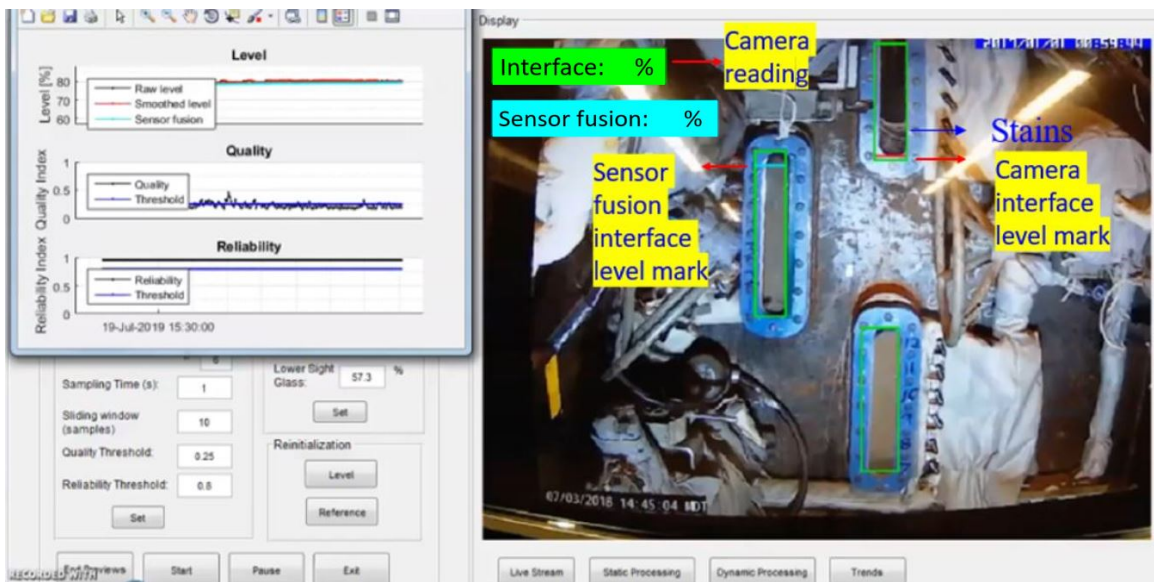 Level
Level [%]
80
70
60
Raw level
Smoothed level
Sensor fusion
Quality
Quality Index
1
0.5
0
Quality
Threshold
Reliability
Reliability Index
1
0.5
0
Reliability
Threshold
19-Jul-2019 15:30:00
Sampling Time (s):
1
Sliding window
(samples)
10
Quality Threshold:
0.25
Reliability Threshold:
0.8
Set
Lower Sight
Glass:
57.3
%
Set
Reinitialization
Level
Reference
Start
Pause
Exit
RECORDED WITH
Display
Interface: %
Camera
reading
Sensor fusion: %
Stains
Sensor
fusion
interface
level mark
Camera
interface
level mark
07/03/2018 14:45:04 MDT
Live Stream
Static Processing
Dynamic Processing
Trends